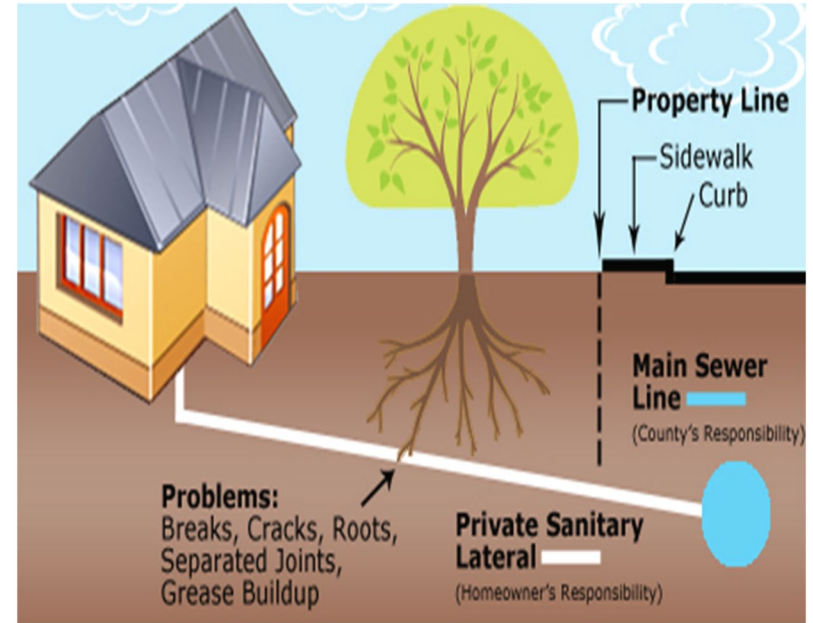 Property Line
Sidewalk
Curb
Main Sewer
Line
(County's Responsibility)
Problems:
Breaks, Cracks, Roots,
Separated Joints,
Grease Buildup
Private Sanitary
Lateral
(Homeowner's Responsibility)